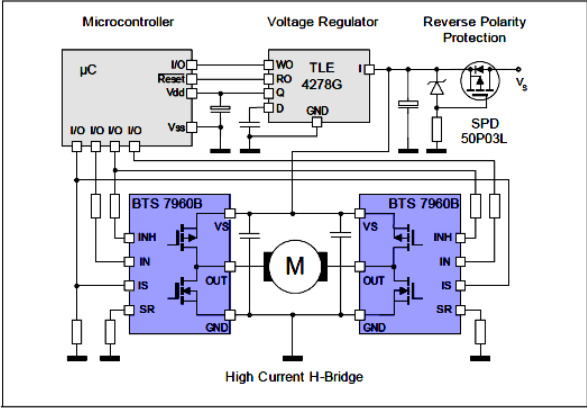 Microcontroller
Voltage Regulator
Reverse Polarity
Protection
µC
I/O
Reset
Vdd
Vss
I/O I/O I/O I/O
WO
RO
Q
D
TLE
4278G
I
GND
Vs
SPD
50P03L
BTS 7960B
VS
INH
IN
IS
SR
OUT
GND
M
BTS 7960B
VS
INH
IN
IS
SR
OUT
GND
High Current H-Bridge